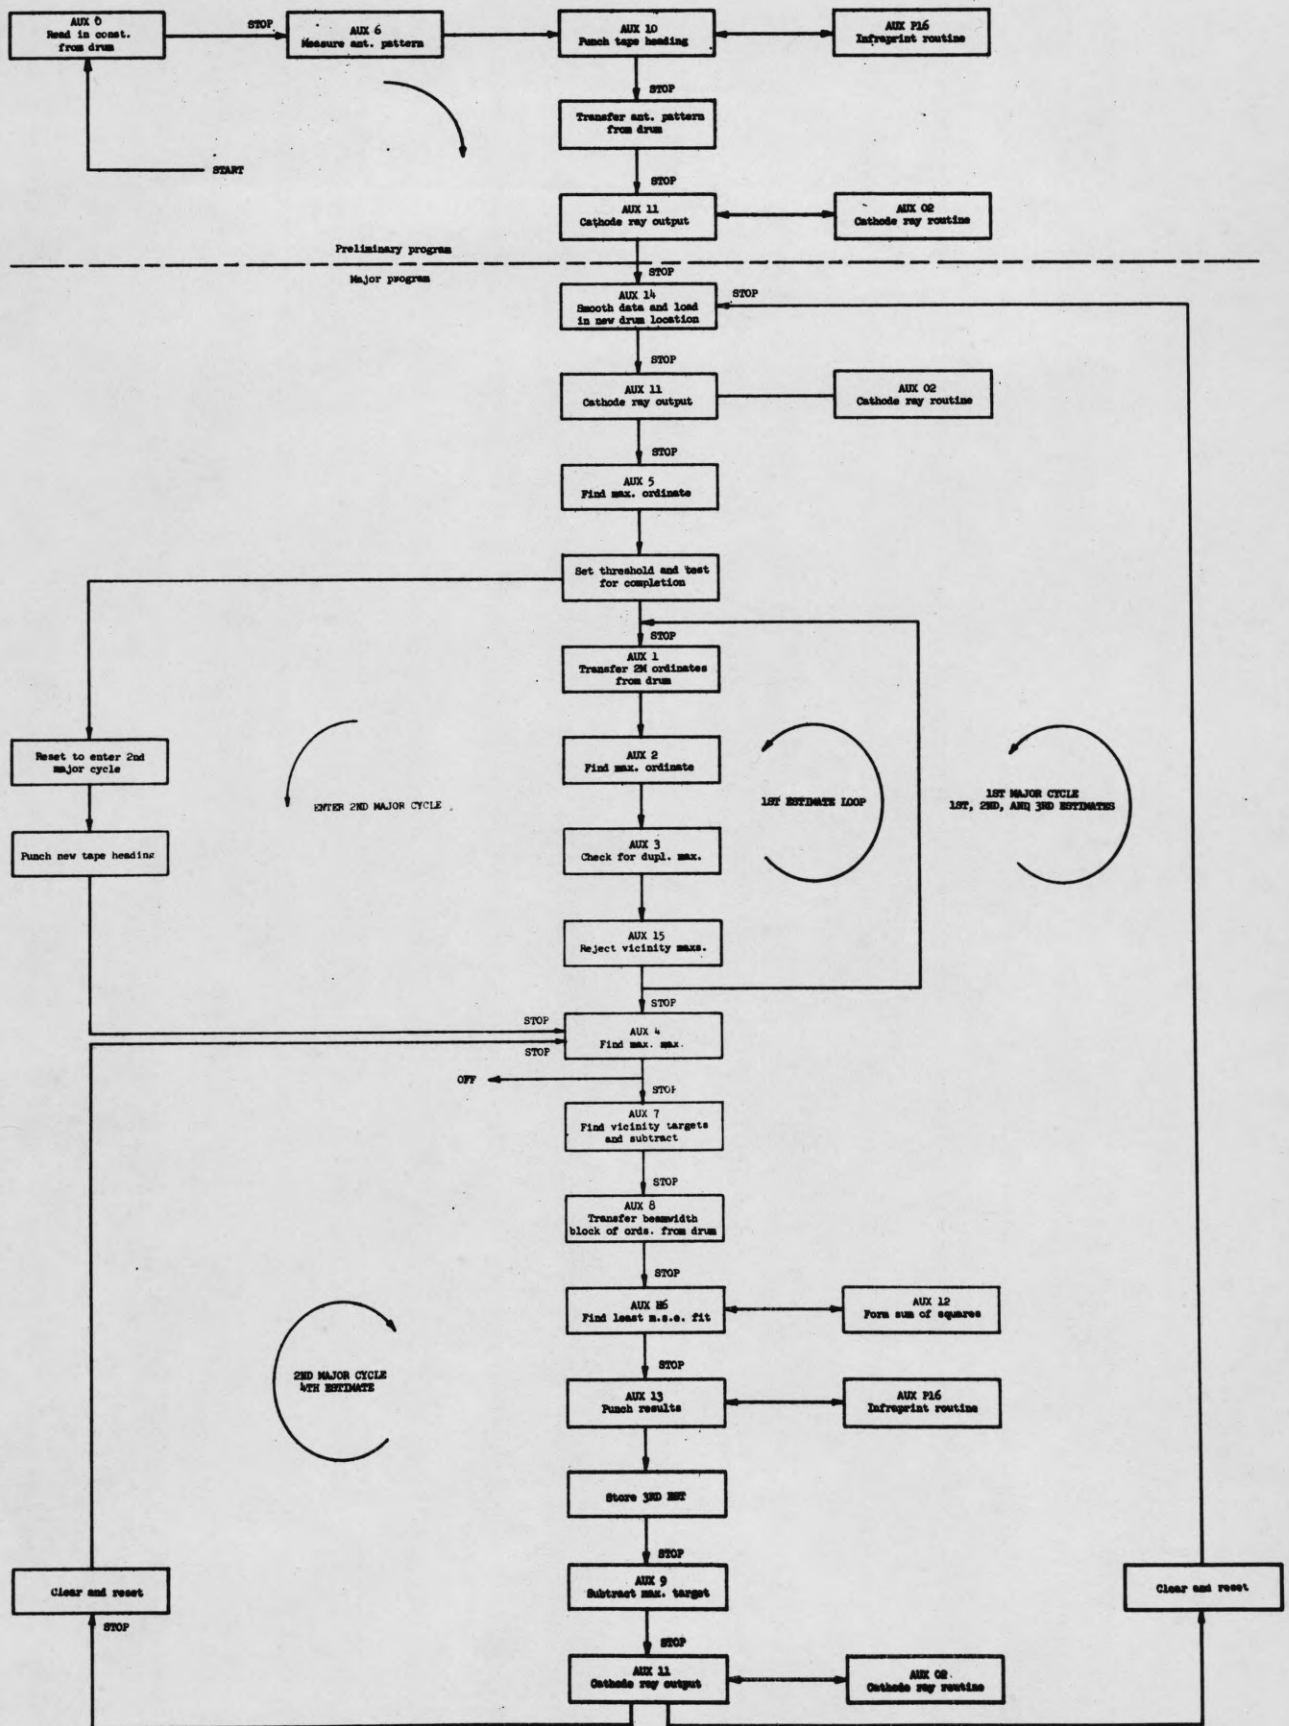 AUX 0
Read in const.
from drum
STOP
AUX 6
Measure ant. pattern
AUX 10
Punch tape heading
AUX P16
Infraprint routine
STOP
Transfer ant. pattern
from drum
START
STOP
AUX 11
Cathode ray output
AUX 02
Cathode ray routine
Preliminary program
Major program
STOP
AUX 14
Smooth data and load
in new drum location
STOP
STOP
AUX 11
Cathode ray output
AUX 02
Cathode ray routine
STOP
AUX 5
Find max. ordinate
Set threshold and test
for completion
STOP
AUX 1
Transfer 2M ordinates
from drum
Reset to enter 2nd
major cycle
AUX 2
Find max. ordinate
ENTER 2ND MAJOR CYCLE
1ST ESTIMATE LOOP
1ST MAJOR CYCLE
1ST, 2ND, AND 3RD ESTIMATES
Punch new tape heading
AUX 3
Check for dupl. max.
AUX 15
Reject vicinity maxs.
STOP
STOP
AUX 4
Find max. max.
STOP
OFF
STOP
AUX 7
Find vicinity targets
and subtract
STOP
AUX 8
Transfer beamwidth
block of ords. from drum
STOP
AUX H6
Find least m.s.e. fit
AUX 12
Form sum of squares
STOP
2ND MAJOR CYCLE
4TH ESTIMATE
AUX 13
Punch results
AUX P16
Infraprint routine
Store 3RD EST
STOP
Clear and reset
AUX 9
Subtract max. target
Clear and reset
STOP
STOP
AUX 11
Cathode ray output
AUX 02
Cathode ray routine